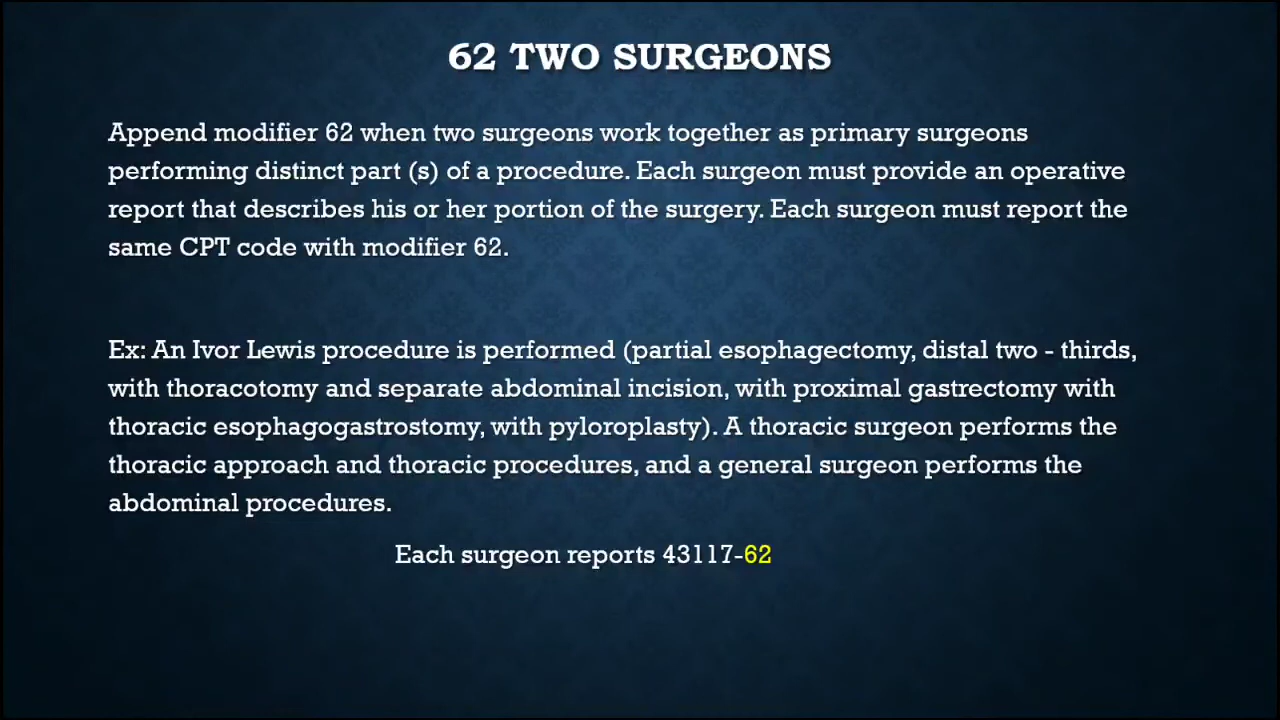 62 TWO SURGEONS
Append modifier 62 when two surgeons work together as primary surgeons
performing distinct part (s) of a procedure. Each surgeon must provide an operative
report that describes his or her portion of the surgery. Each surgeon must report the
same CPT code with modifier 62.
Ex: An Ivor Lewis procedure is performed (partial esophagectomy, distal two - thirds,
with thoracotomy and separate abdominal incision, with proximal gastrectomy with
thoracic esophagogastrostomy, with pyloroplasty). A thoracic surgeon performs the
thoracic approach and thoracic procedures, and a general surgeon performs the
abdominal procedures.
Each surgeon reports 43117-62